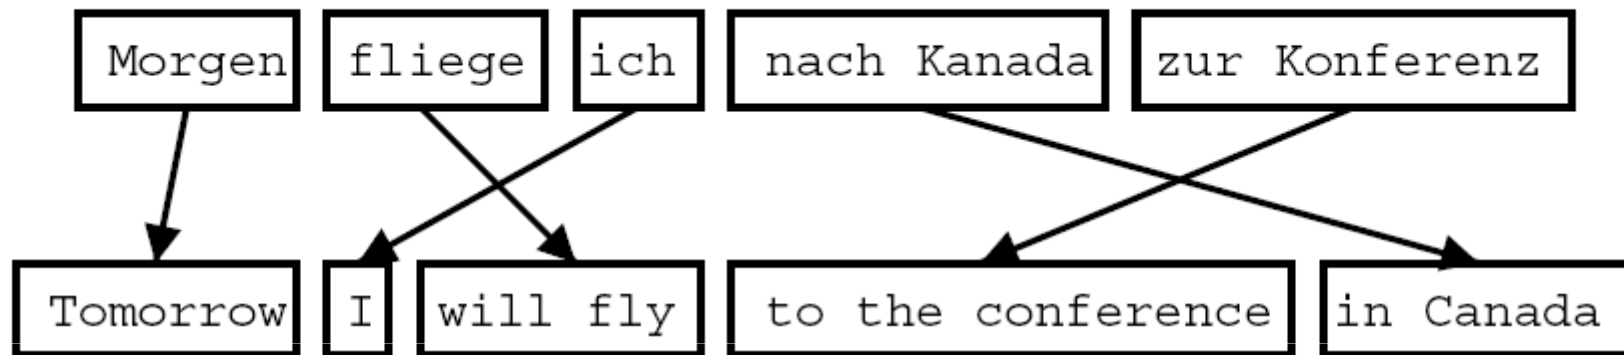 Morgen fliege ich nach Kanada zur Konferenz
Tomorrow I will fly to the conference in Canada